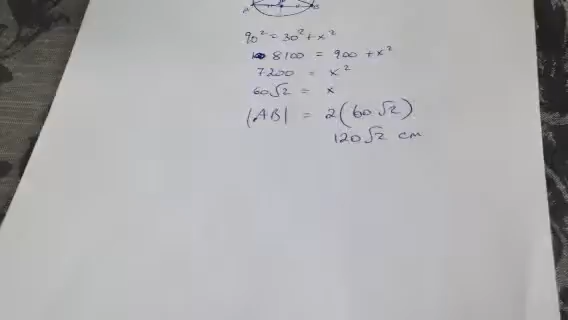 90² = 30² + x²
8100 = 900 + x²
7200 = x²
60√2 = x
|AB| = 2(60√2)
120√2 cm